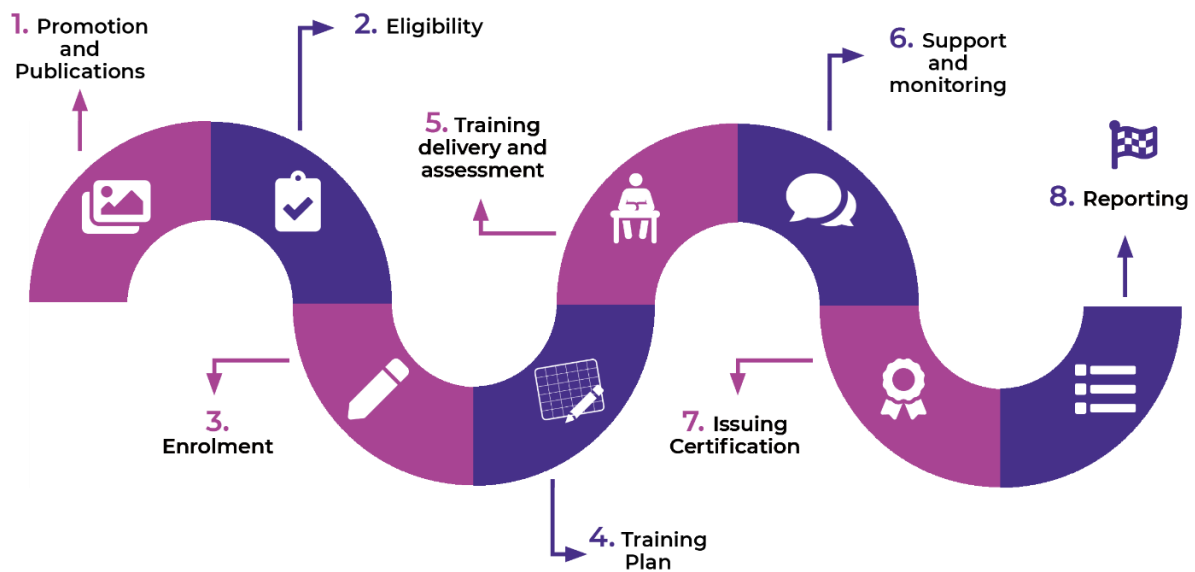 1. Promotion
and
Publications
2. Eligibility
3.
Enrolment
4. Training
Plan
5. Training
delivery and
assessment
6. Support
and
monitoring
7. Issuing
Certification
8. Reporting